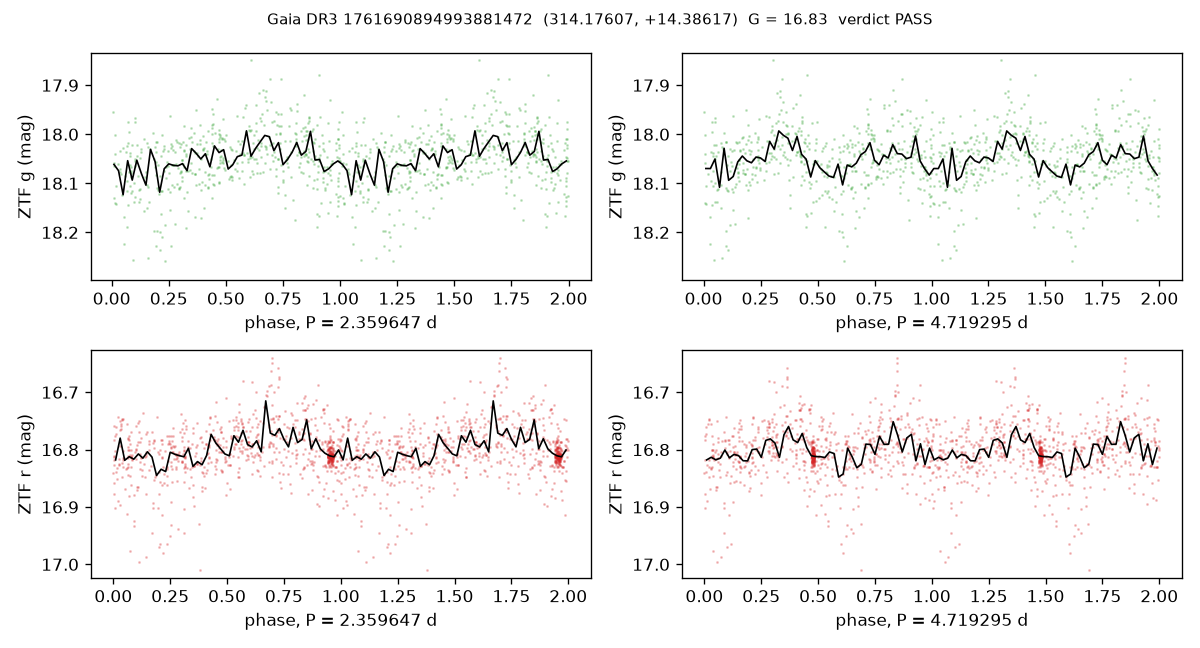 Gaia DR3 1761690894993881472 (314.17607, +14.38617) G = 16.83 verdict PASS
ZTF g (mag)
17.9
18.0
18.1
18.2
0.00 0.25 0.50 0.75 1.00 1.25 1.50 1.75 2.00
phase, P = 2.359647 d
ZTF g (mag)
17.9
18.0
18.1
18.2
0.00 0.25 0.50 0.75 1.00 1.25 1.50 1.75 2.00
phase, P = 4.719295 d
ZTF r (mag)
16.7
16.8
16.9
17.0
0.00 0.25 0.50 0.75 1.00 1.25 1.50 1.75 2.00
phase, P = 2.359647 d
ZTF r (mag)
16.7
16.8
16.9
17.0
0.00 0.25 0.50 0.75 1.00 1.25 1.50 1.75 2.00
phase, P = 4.719295 d